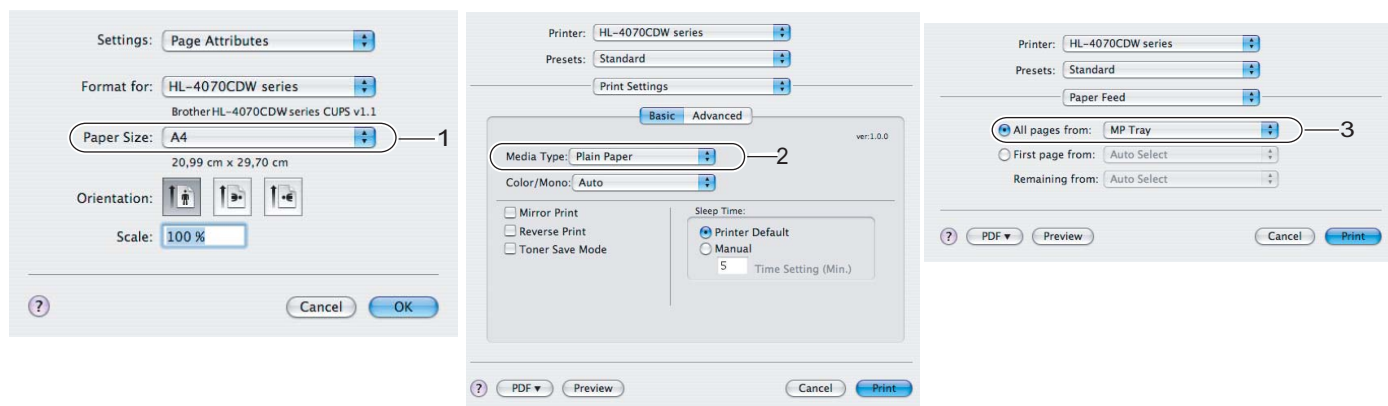 Settings: Page Attributes
Format for: HL-4070CDW series
Brother HL-4070CDW series CUPS v1.1
Paper Size: A4
1
20,99 cm x 29,70 cm
Orientation:
Scale: 100 %
? Cancel OK
Printer: HL-4070CDW series
Presets: Standard
Print Settings
Basic Advanced
ver:1.0.0
Media Type: Plain Paper
2
Color/Mono: Auto
Mirror Print
Reverse Print
Toner Save Mode
Sleep Time:
Printer Default
Manual
5 Time Setting (Min.)
? PDF ▼ Preview Cancel Print
Printer: HL-4070CDW series
Presets: Standard
Paper Feed
All pages from: MP Tray
3
First page from: Auto Select
Remaining from: Auto Select
? PDF ▼ Preview Cancel Print